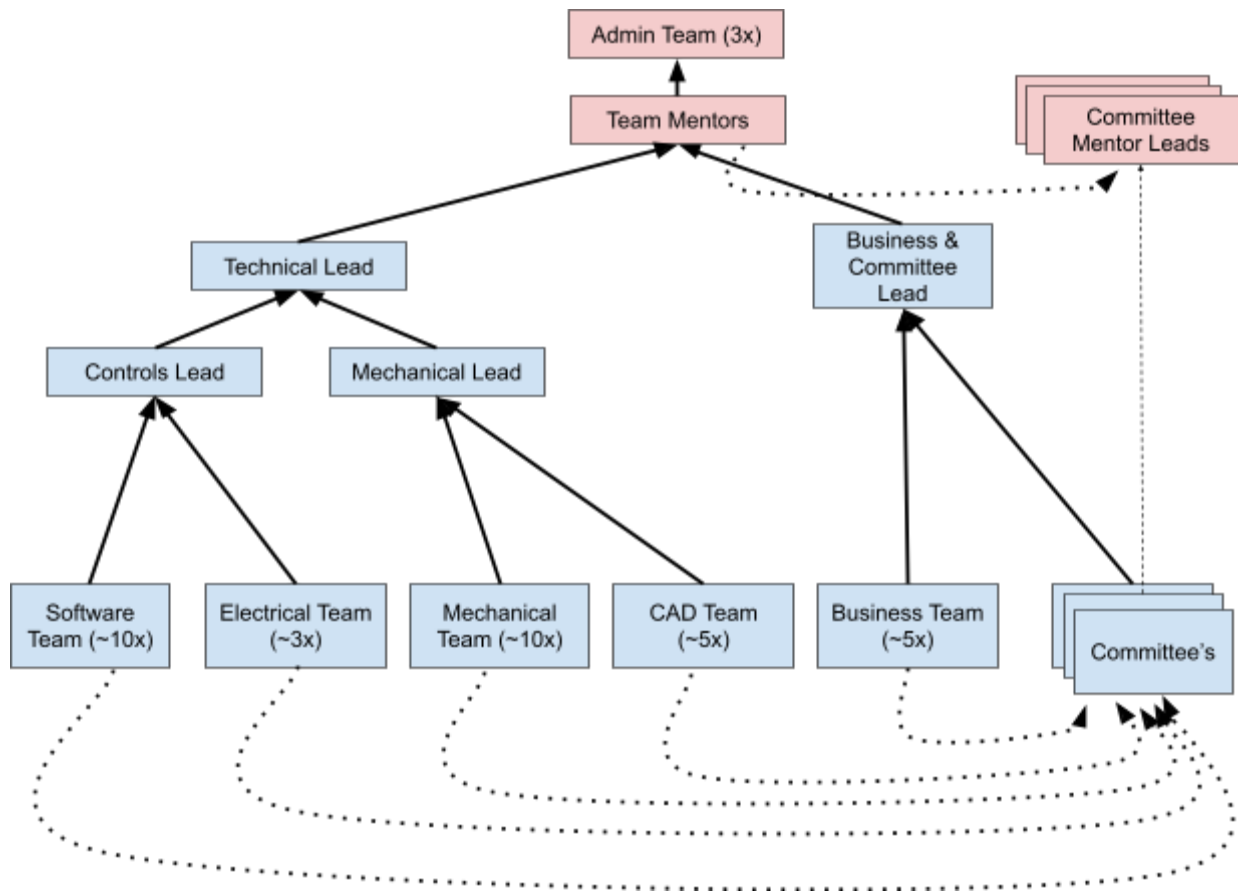 Admin Team (3x)
Team Mentors
Committee
Mentor Leads
Technical Lead
Business &
Committee
Lead
Controls Lead
Mechanical Lead
Software
Team (~10x)
Electrical Team
(~3x)
Mechanical
Team (~10x)
CAD Team
(~5x)
Business Team
(~5x)
Committee's